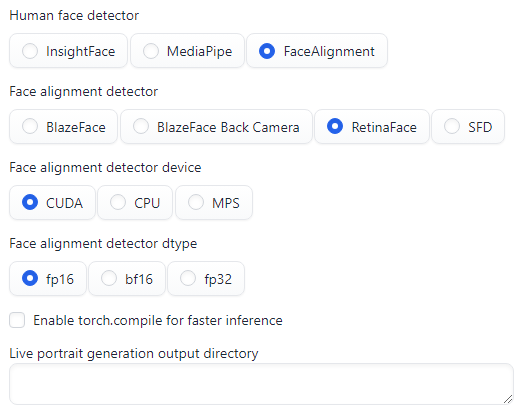 Human face detector
InsightFace MediaPipe FaceAlignment
Face alignment detector
BlazeFace BlazeFace Back Camera RetinaFace SFD
Face alignment detector device
CUDA CPU MPS
Face alignment detector dtype
fp16 bf16 fp32
Enable torch.compile for faster inference
Live portrait generation output directory